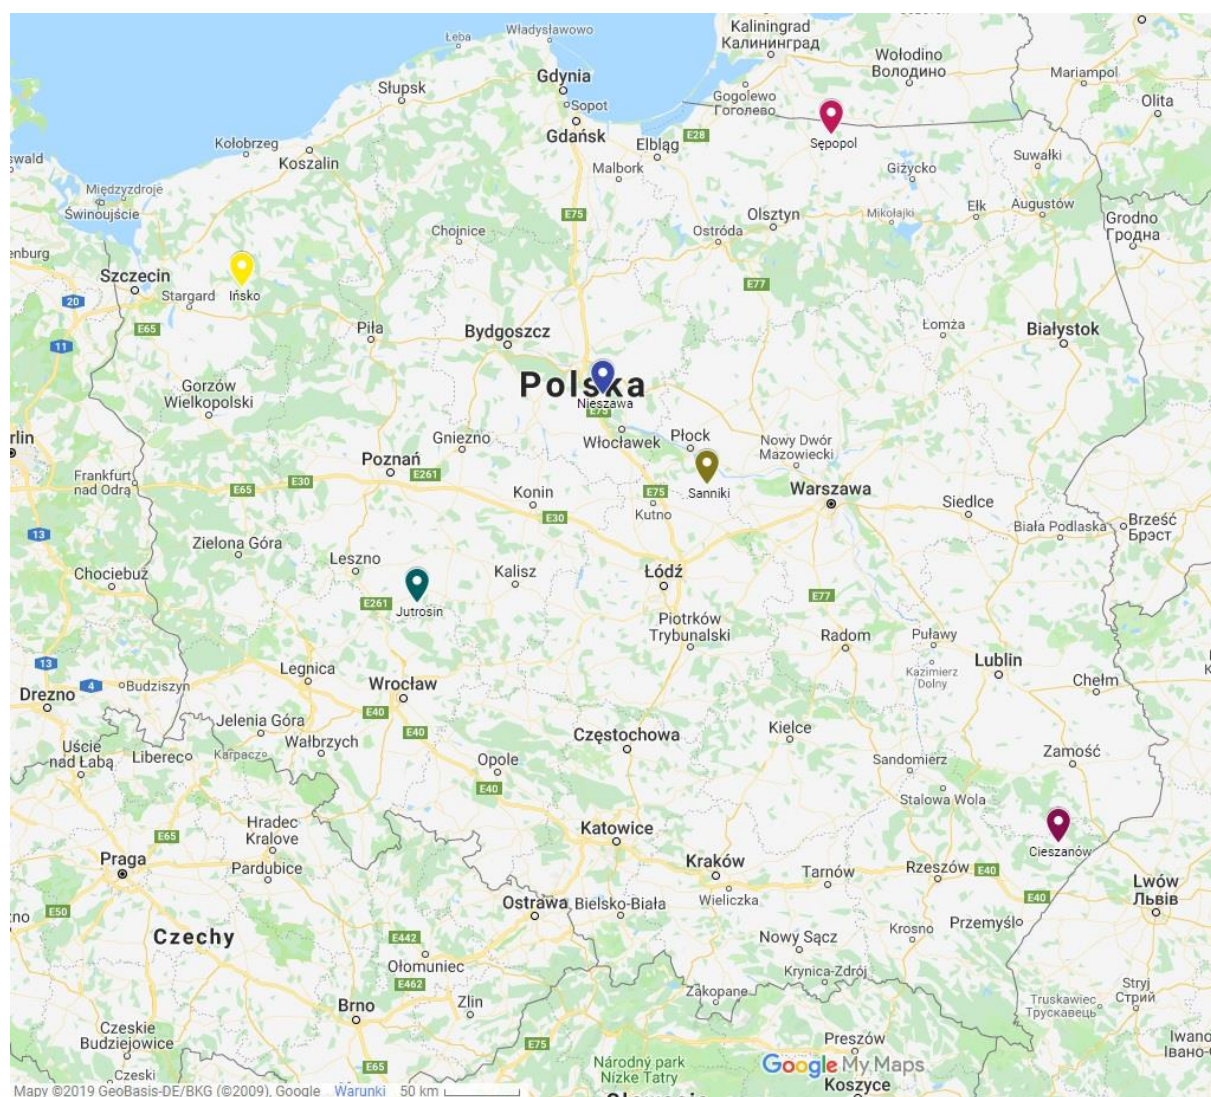 Władysławowo
Łeba
Kaliningrad
Калининград
Wołodino
Володино
Mariampol
Gdynia
Słupsk
Sopot
Gogolewo
Гоголево
Olita
Gdańsk
E28
Sępopol
Elbląg
Kołobrzeg
Koszalin
swald
Malbork
Giżycko
Suwałki
Międzyzdroje
Świnoujście
E75
Olsztyn
Mikołajki
Ełk
Augustów
Grodno
Гродна
Chojnice
Ostróda
enburg
Szczecin
Stargard
Ińsko
20
E65
E77
Piła
Bydgoszcz
Łomża
Białystok
11
Polska
Nieszawa
E75
Gorzów
Wielkopolski
Gniezno
Włocławek
Płock
Nowy Dwór
Mazowiecki
rlin
Poznań
E261
Frankfurt
nad Odrą
E65
E30
Konin
E75
Sanniki
Warszawa
Siedlce
Kutno
E30
Biała Podlaska
Brześć
Брэст
13
Zielona Góra
Leszno
Kalisz
Łódź
Chociebuż
E261
Jutrosin
E77
Piotrków
Trybunalski
Radom
Puławy
Lublin
13
4
Budziszyn
Legnica
Kazimierz
Dolny
Chełm
Drezno
Wrocław
E40
Jelenia Góra
E40
Kielce
Uście
nad Łabą
Liberec
Karpacz
Wałbrzych
Częstochowa
Zamość
Opole
Sandomierz
E40
Stalowa Wola
Hradec
Kralove
E65
Katowice
Cieszanów
Praga
Pardubice
Kraków
Tarnów
Rzeszów
E40
Wieliczka
E40
Lwów
Львів
E50
Ostrawa
Bielsko-Biała
Przemyśl
Czechy
E442
Nowy Sącz
Krosno
Ołomuniec
Krynica-Zdrój
E462
Zakopane
Stryj
Стрий
Brno
Zlin
Truskawiec
Трускавець
Czeskie
Budziejowice
E75
Preszów
Iwano
Івано-
E65
Národný park
Nízke Tatry
Google My Maps
Czeski
Koszyce
Mapy ©2019 GeoBasis-DE/BKG (©2009), Google Warunki 50 km